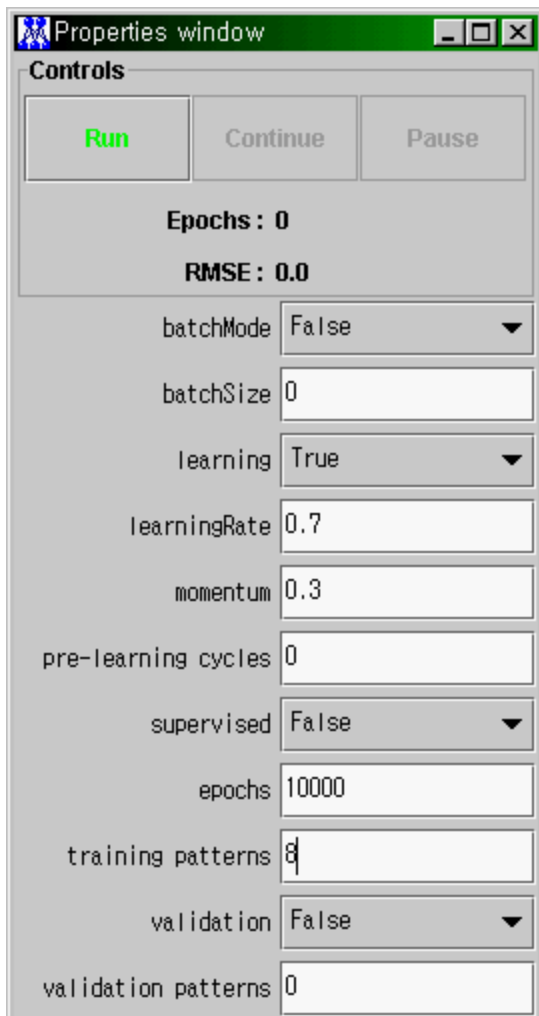 Properties window
Controls
Run Continue Pause
Epochs : 0
RMSE : 0.0
batchMode False
batchSize 0
learning True
learningRate 0.7
momentum 0.3
pre-learning cycles 0
supervised False
epochs 10000
training patterns 8
validation False
validation patterns 0